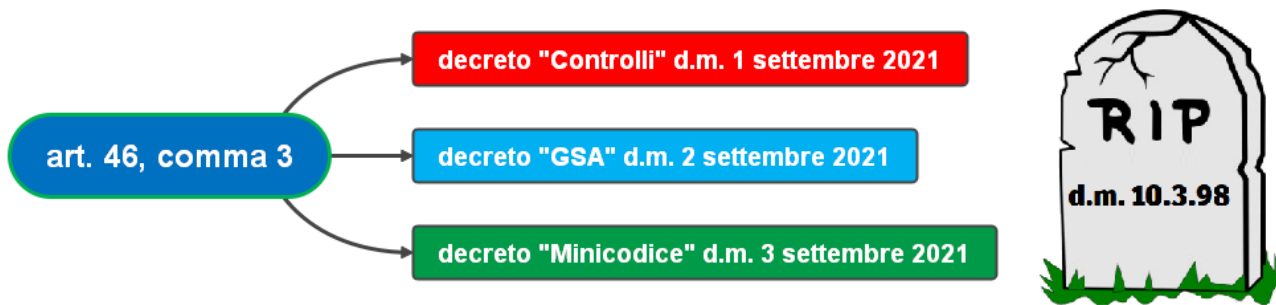 art. 46, comma 3
decreto "Controlli" d.m. 1 settembre 2021
decreto "GSA" d.m. 2 settembre 2021
decreto "Minicodice" d.m. 3 settembre 2021
RIP
d.m. 10.3.98